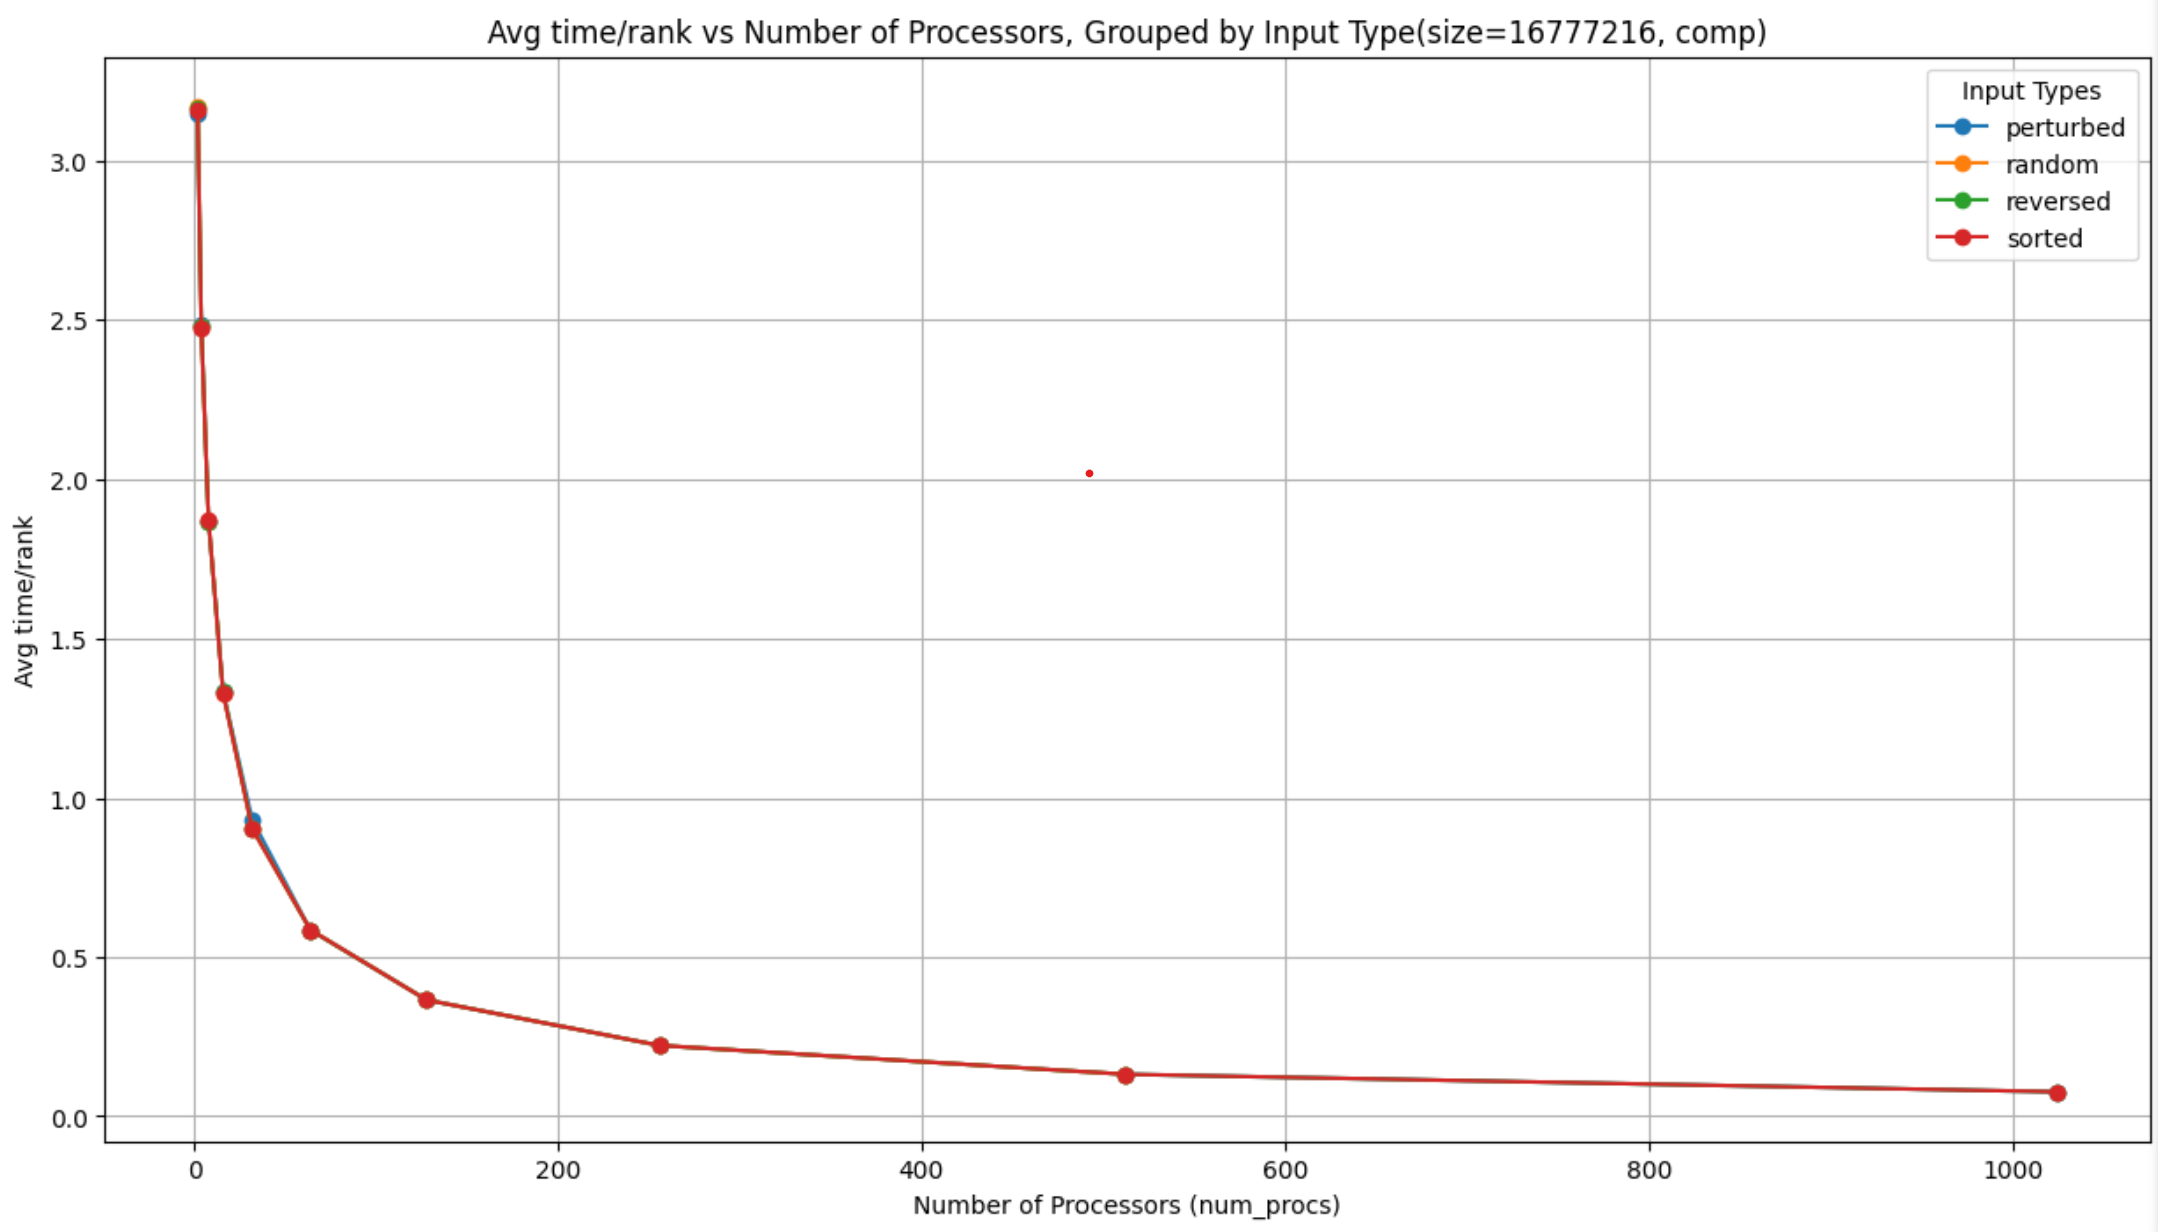 Avg time/rank vs Number of Processors, Grouped by Input Type(size=16777216, comp)
Input Types
perturbed
random
reversed
sorted
3.0
2.5
2.0
1.5
1.0
0.5
0.0
Avg time/rank
0 200 400 600 800 1000
Number of Processors (num_procs)